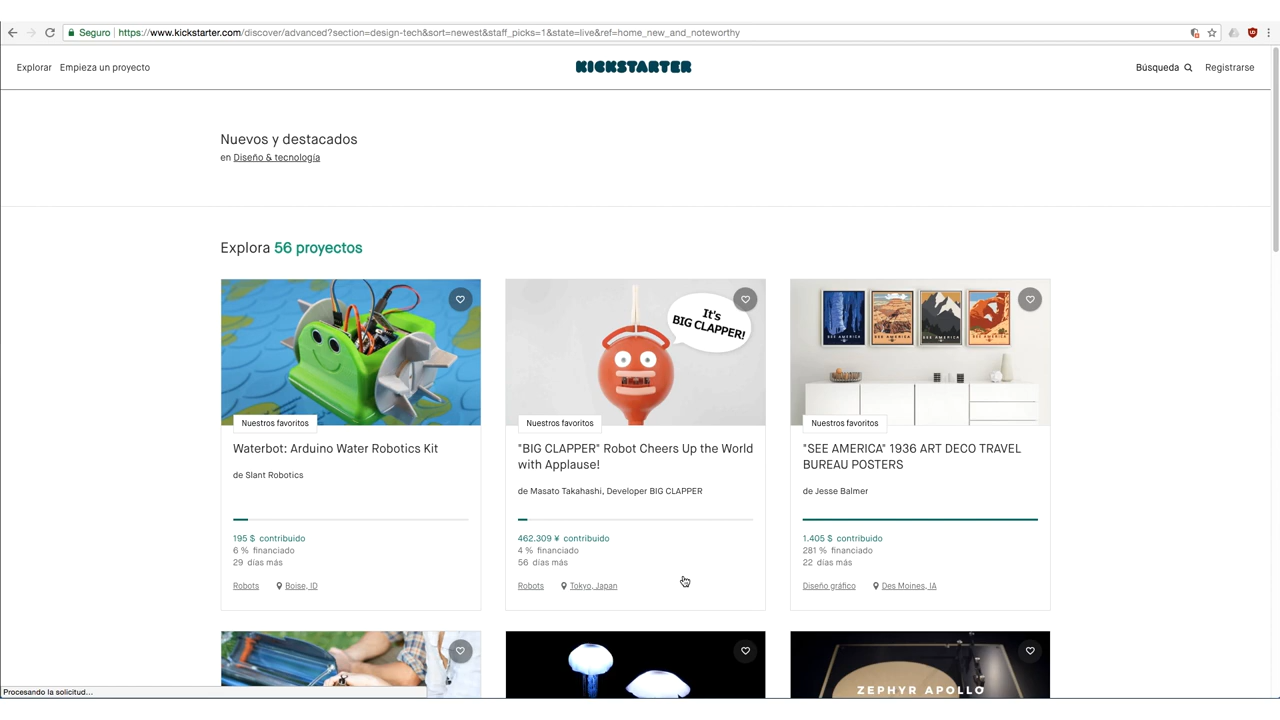 Seguro https://www.kickstarter.com/discover/advanced?section=design-tech&sort=newest&staff_picks=1&state=live&ref=home_new_and_noteworthy
Explorar Empieza un proyecto KICKSTARTER Búsqueda Registrarse
Nuevos y destacados
en Diseño & tecnología
Explora 56 proyectos
It's
BIG CLAPPER!
SEE AMERICA SEE AMERICA SEE AMERICA SEE AMERICA
Nuestros favoritos
Waterbot: Arduino Water Robotics Kit
de Slant Robotics
195 $ contribuido
6 % financiado
29 días más
Robots Boise, ID
Nuestros favoritos
"BIG CLAPPER" Robot Cheers Up the World
with Applause!
de Masato Takahashi, Developer BIG CLAPPER
462.309 ¥ contribuido
4 % financiado
56 días más
Robots Tokyo, Japan
Nuestros favoritos
"SEE AMERICA" 1936 ART DECO TRAVEL
BUREAU POSTERS
de Jesse Balmer
1.405 $ contribuido
281 % financiado
22 días más
Diseño gráfico Des Moines, IA
ZEPHYR APOLLO
Procesando la solicitud...